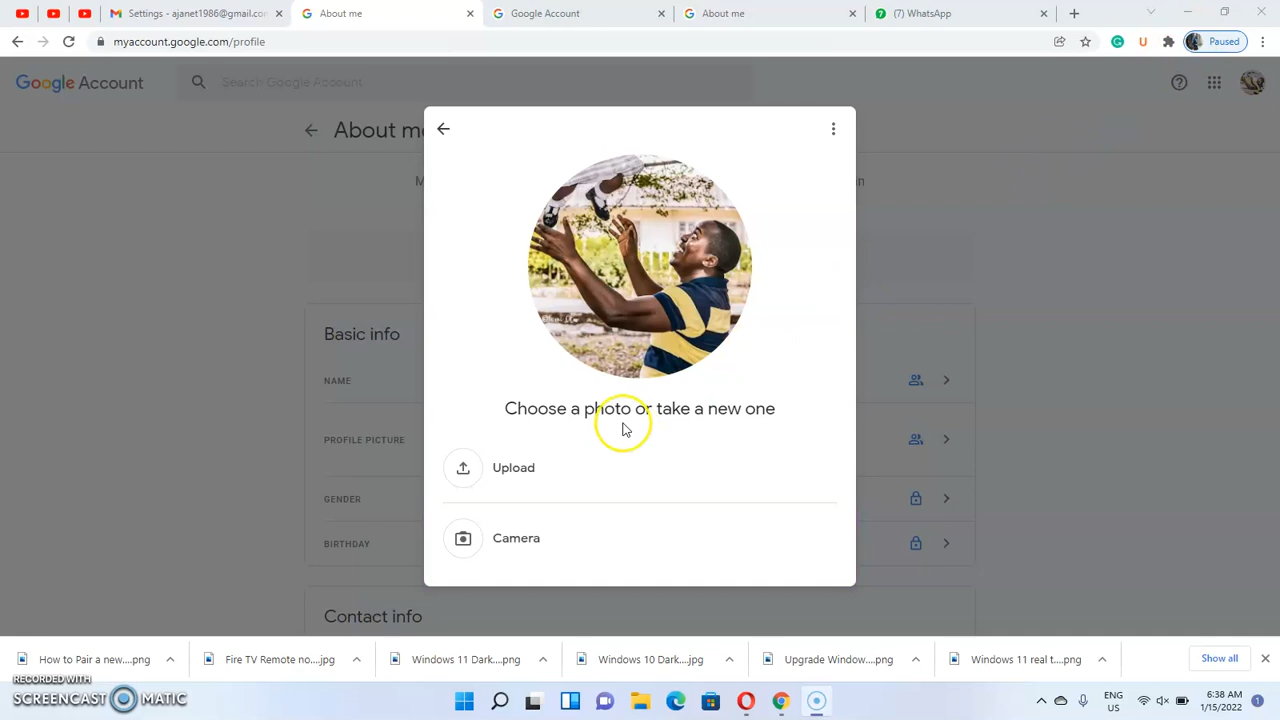 Settings - ajanet1986@gmail.com
About me
Google Account
About me
(7) WhatsApp
myaccount.google.com/profile
Paused
Google Account
Search Google Account
About me
Basic info
NAME
PROFILE PICTURE
GENDER
BIRTHDAY
Contact info
Choose a photo or take a new one
Upload
Camera
How to Pair a new....png
Fire TV Remote no....jpg
Windows 11 Dark....png
Windows 10 Dark....jpg
Upgrade Window....png
Windows 11 real t....png
Show all
RECORDED WITH
SCREENCAST MATIC
ENG
US
6:38 AM
1/15/2022
1